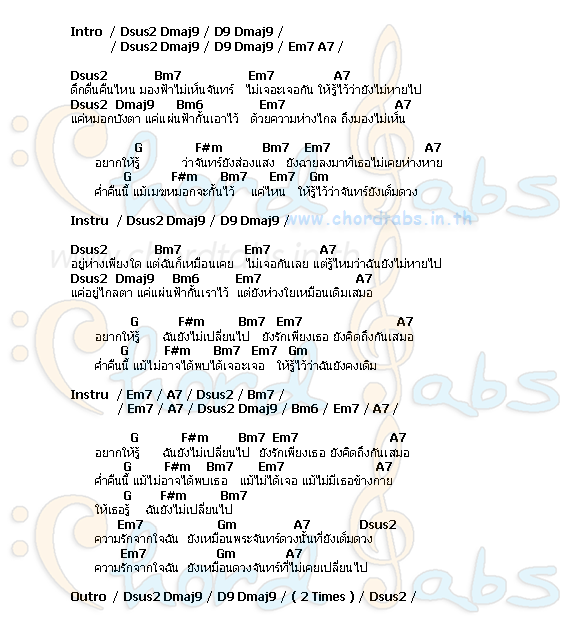 Intro / Dsus2 Dmaj9 / D9 Dmaj9 /
/ Dsus2 Dmaj9 / D9 Dmaj9 / Em7 A7 /
Dsus2 Bm7 Em7 A7
ดึกดื่นคืนไหน มองฟ้าไม่เห็นจันทร์ ไม่เจอะเจอกัน ให้รู้ไว้ว่ายังไม่หายไป
Dsus2 Dmaj9 Bm6 Em7 A7
แค่หมอกบังตา แค่แผ่นฟ้ากั้นเอาไว้ ด้วยความห่างไกล ถึงมองไม่เห็น
G F#m Bm7 Em7 A7
อยากให้รู้ ว่าจันทร์ยังส่องแสง ยังฉายลงมาที่เธอไม่เคยห่างหาย
G F#m Bm7 Em7 Gm
ค่ำคืนนี้ แม้เมฆหมอกจะกั้นไว้ แค่ไหน ให้รู้ไว้ว่าจันทร์ยังเต็มดวง
Instru / Dsus2 Dmaj9 / D9 Dmaj9 /
www.chordtabs.in.th
Dsus2 Bm7 Em7 A7
อยู่ห่างเพียงใด แต่ฉันก็เหมือนเคย ไม่เจอกันเลย แต่รู้ไหมว่าฉันยังไม่หายไป
Dsus2 Dmaj9 Bm6 Em7 A7
แค่อยู่ไกลตา แค่แผ่นฟ้ากั้นเราไว้ แต่ยังห่วงใยเหมือนเดิมเสมอ
G F#m Bm7 Em7 A7
อยากให้รู้ ฉันยังไม่เปลี่ยนไป ยังรักเพียงเธอ ยังคิดถึงกันเสมอ
G F#m Bm7 Em7 Gm
ค่ำคืนนี้ แม้ไม่อาจได้พบได้เจอะเจอ ให้รู้ไว้ว่าฉันยังคงเดิม
Instru / Em7 / A7 / Dsus2 / Bm7 /
/ Em7 / A7 / Dsus2 Dmaj9 / Bm6 / Em7 / A7 /
G F#m Bm7 Em7 A7
อยากให้รู้ ฉันยังไม่เปลี่ยนไป ยังรักเพียงเธอ ยังคิดถึงกันเสมอ
G F#m Bm7 Em7 A7
ค่ำคืนนี้ แม้ไม่อาจได้พบเธอ แม้ไม่ได้เจอ แม้ไม่มีเธอข้างกาย
G F#m Bm7
ให้เธอรู้ ฉันยังไม่เปลี่ยนไป
Em7 Gm A7 Dsus2
ความรักจากใจฉัน ยังเหมือนพระจันทร์ดวงนั้นที่ยังเต็มดวง
Em7 Gm A7
ความรักจากใจฉัน ยังเหมือนดวงจันทร์ที่ไม่เคยเปลี่ยนไป
Outro / Dsus2 Dmaj9 / D9 Dmaj9 / ( 2 Times ) / Dsus2 /